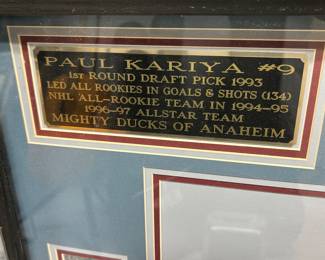 PAUL KARIYA #9
1ST ROUND DRAFT PICK 1993
LED ALL ROOKIES IN GOALS & SHOTS (134)
NHL ALL-ROOKIE TEAM IN 1994-95
1996-97 ALLSTAR TEAM
MIGHTY DUCKS OF ANAHEIM